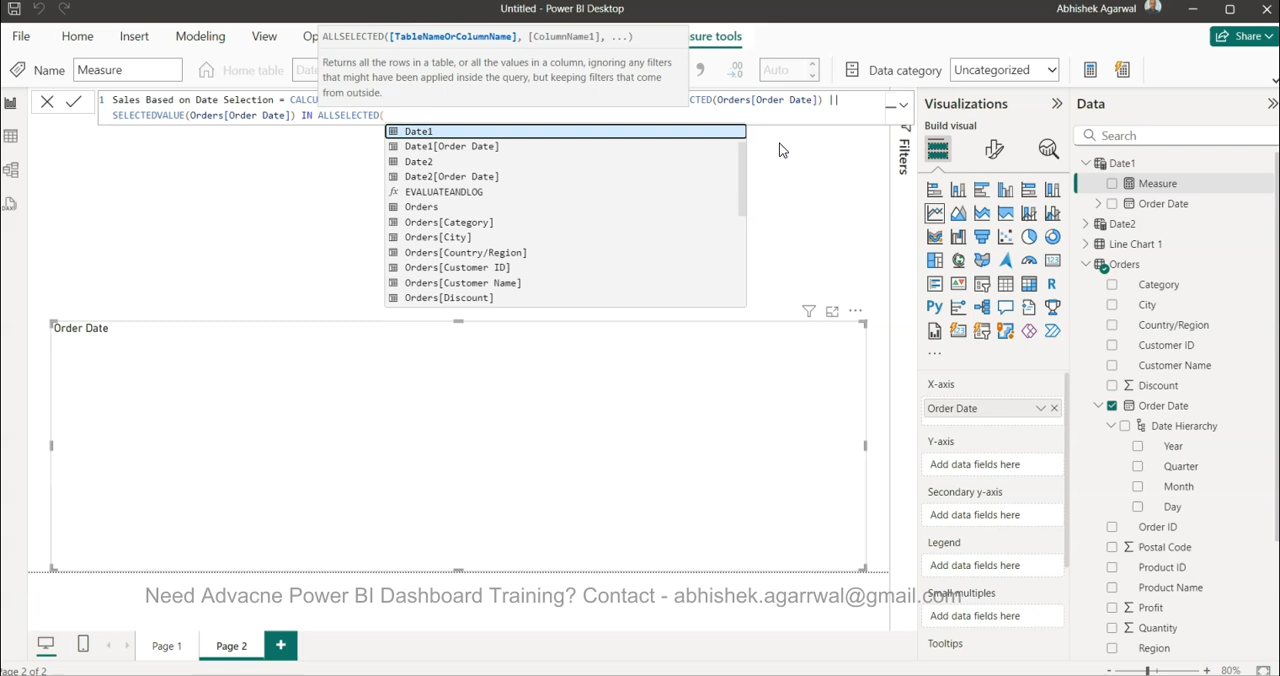 Untitled - Power BI Desktop
Abhishek Agarwal
File
Home
Insert
Modeling
View
sure tools
Share
ALLSELECTED([TableNameOrColumnName], [ColumnName1], ...)
Returns all the rows in a table, or all the values in a column, ignoring any filters
that might have been applied inside the query, but keeping filters that come
from outside.
Name
Measure
Home table
Auto
Data category
Uncategorized
1 Sales Based on Date Selection = CALCU
CTED(Orders[Order Date]) ||
SELECTEDVALUE(Orders[Order Date]) IN ALLSELECTED(
Date1
Date1[Order Date]
Date2
Date2[Order Date]
EVALUATEANDLOG
Orders
Orders[Category]
Orders[City]
Orders[Country/Region]
Orders[Customer ID]
Orders[Customer Name]
Orders[Discount]
Order Date
Filters
Visualizations
Build visual
R
Py
X-axis
Order Date
Y-axis
Add data fields here
Secondary y-axis
Add data fields here
Legend
Add data fields here
Small multiples
Add data fields here
Tooltips
Data
Search
Date1
Measure
Order Date
Date2
Line Chart 1
Orders
Category
City
Country/Region
Customer ID
Customer Name
Discount
Order Date
Date Hierarchy
Year
Quarter
Month
Day
Order ID
Postal Code
Product ID
Product Name
Profit
Quantity
Region
Need Advacne Power BI Dashboard Training? Contact - abhishek.agarrwal@gmail.com
Page 1
Page 2
Page 2 of 2
80%